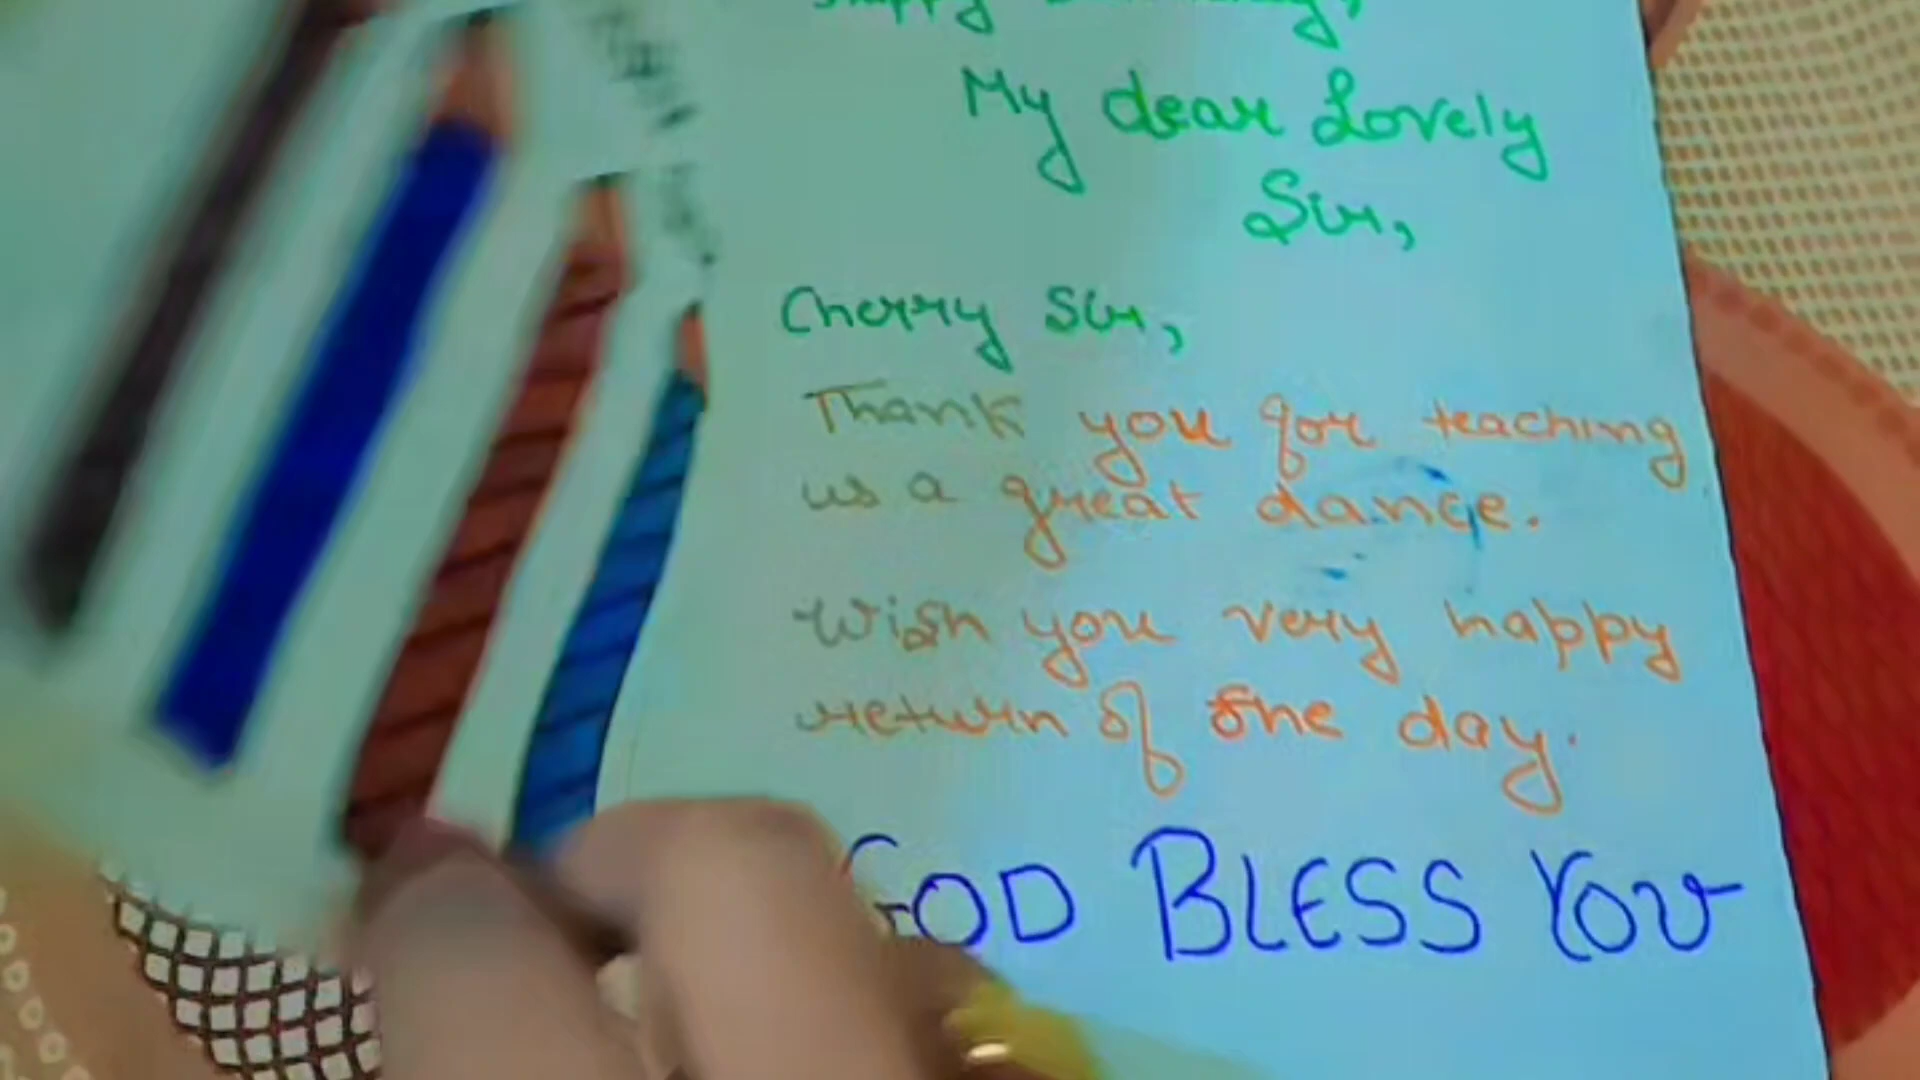 Happy
My dear Lovely
Sir,
Cherry Sir,
Thank you for teaching
us a great dance.
Wish you very happy
return of the day.
GOD BLESS YOU